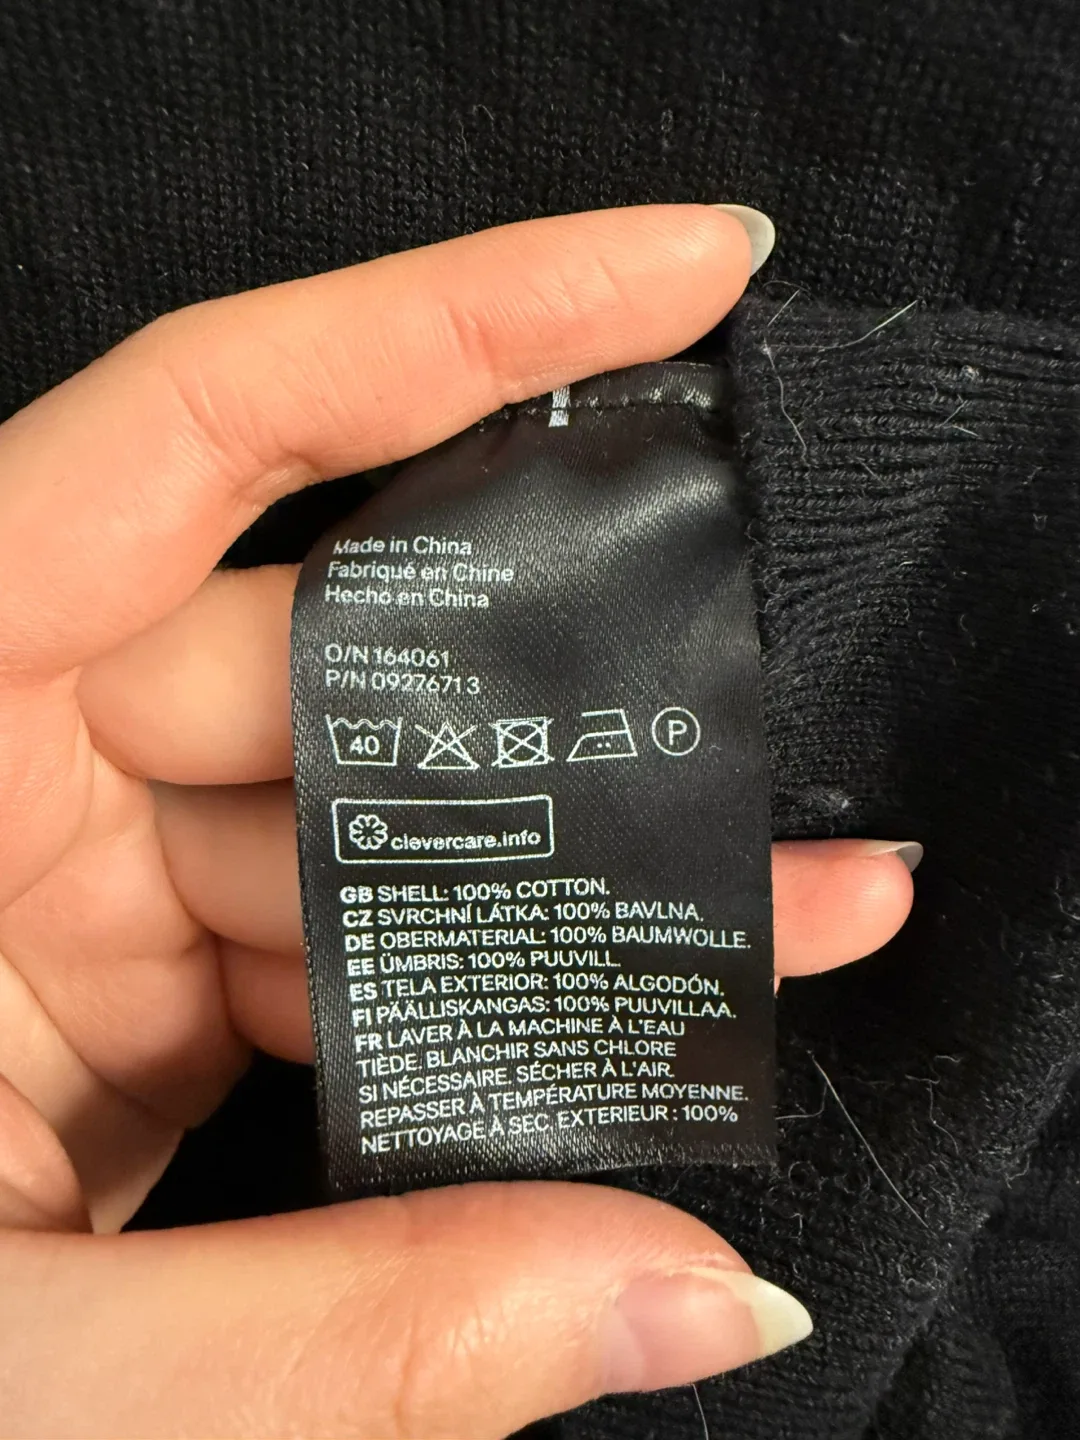 Made in China
Fabriqué en Chine
Hecho en China
O/N 164061
P/N 09276713
40 P
clevercare.info
GB SHELL: 100% COTTON.
CZ SVRCHNÍ LÁTKA: 100% BAVLNA.
DE OBERMATERIAL: 100% BAUMWOLLE.
EE ÜMBRIS: 100% PUUVILL.
ES TELA EXTERIOR: 100% ALGODÓN.
FI PÄÄLLISKANGAS: 100% PUUVILLAA.
FR LAVER À LA MACHINE À L'EAU
TIÈDE. BLANCHIR SANS CHLORE
SI NÉCESSAIRE. SÉCHER À L'AIR.
REPASSER À TEMPÉRATURE MOYENNE.
NETTOYAGE À SEC. EXTERIEUR : 100%